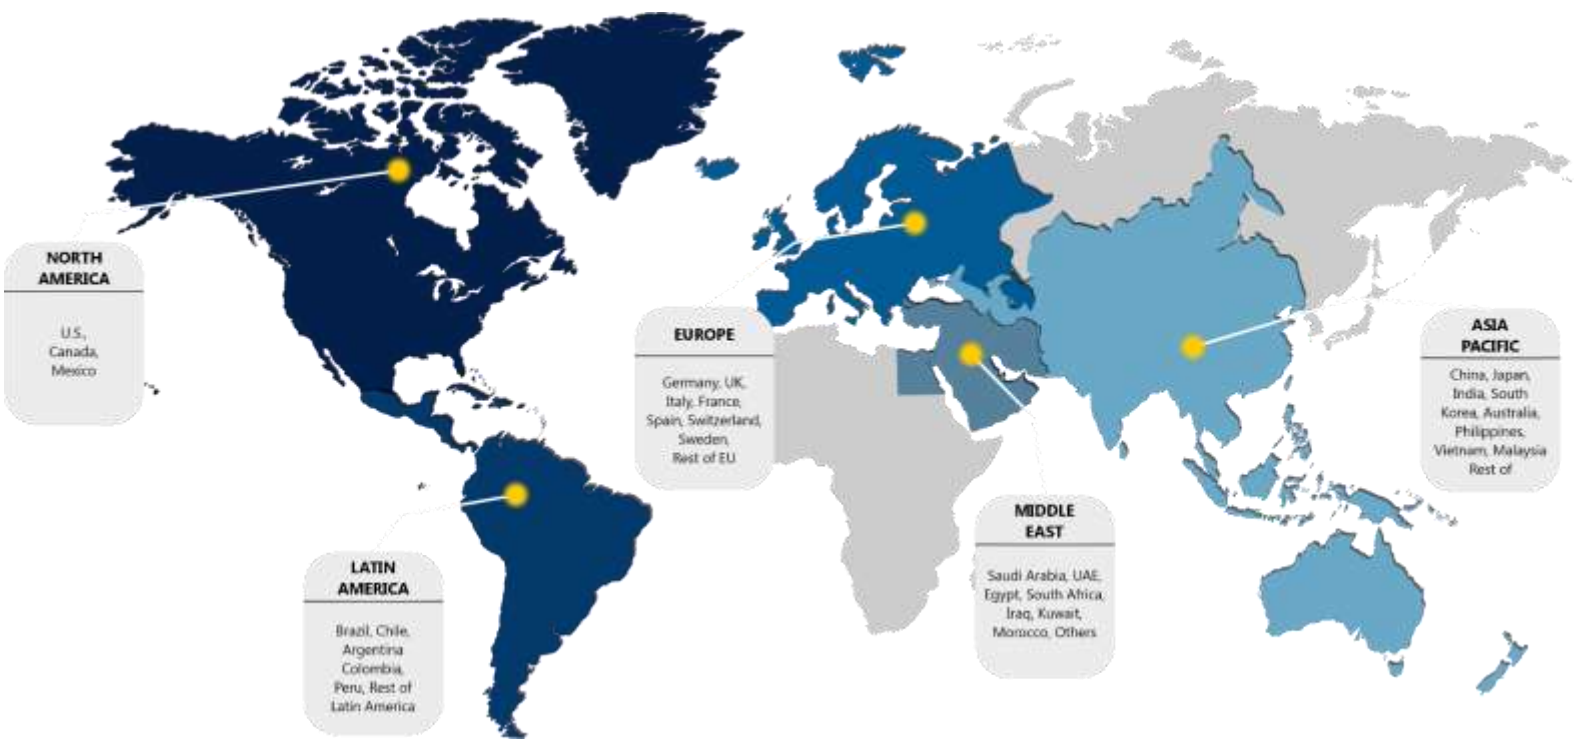 NORTH
AMERICA
U.S.,
Canada,
Mexico
LATIN
AMERICA
Brazil, Chile,
Argentina
Colombia,
Peru, Rest of
Latin America
EUROPE
Germany, UK,
Italy, France,
Spain, Switzerland,
Sweden,
Rest of EU
MIDDLE
EAST
Saudi Arabia, UAE,
Egypt, South Africa,
Iraq, Kuwait,
Morocco, Others
ASIA
PACIFIC
China, Japan,
India, South
Korea, Australia,
Philippines,
Vietnam, Malaysia
Rest of